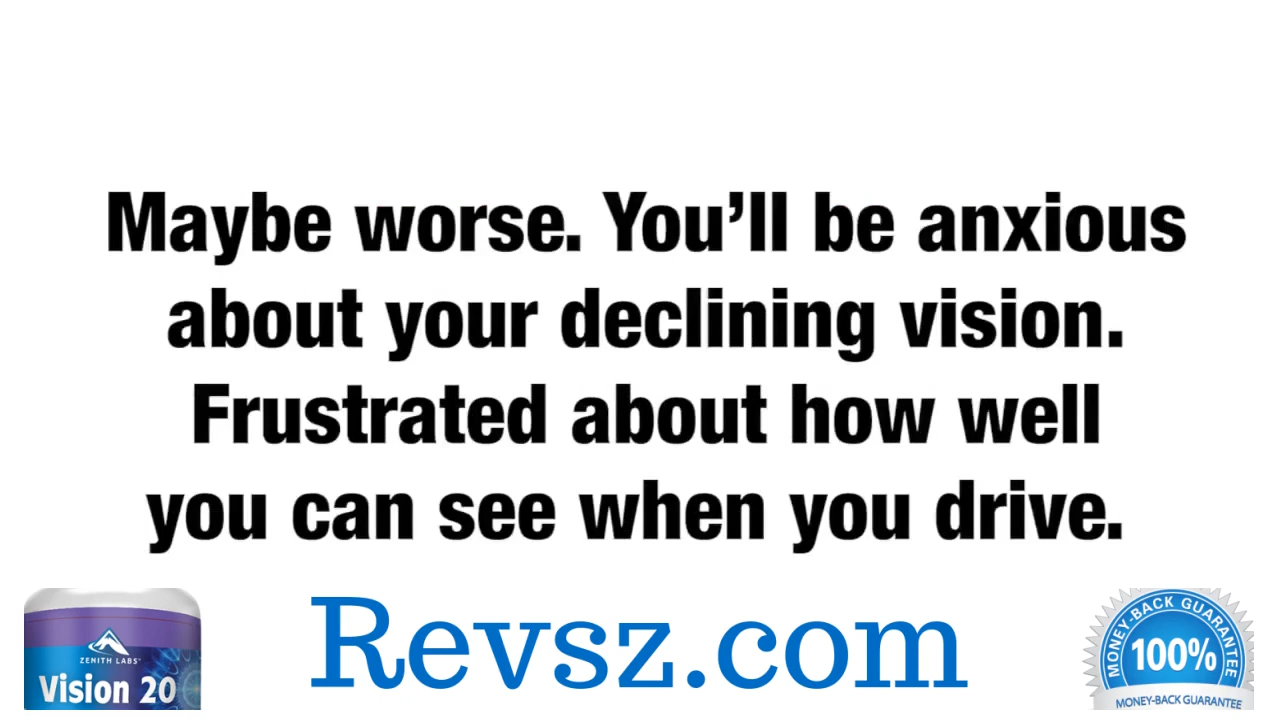 Maybe worse. You’ll be anxious
about your declining vision.
Frustrated about how well
you can see when you drive.
ZENITH LABS™
Vision 20
Revsz.com
MONEY-BACK GUARANTEE
100%
MONEY-BACK GUARANTEE